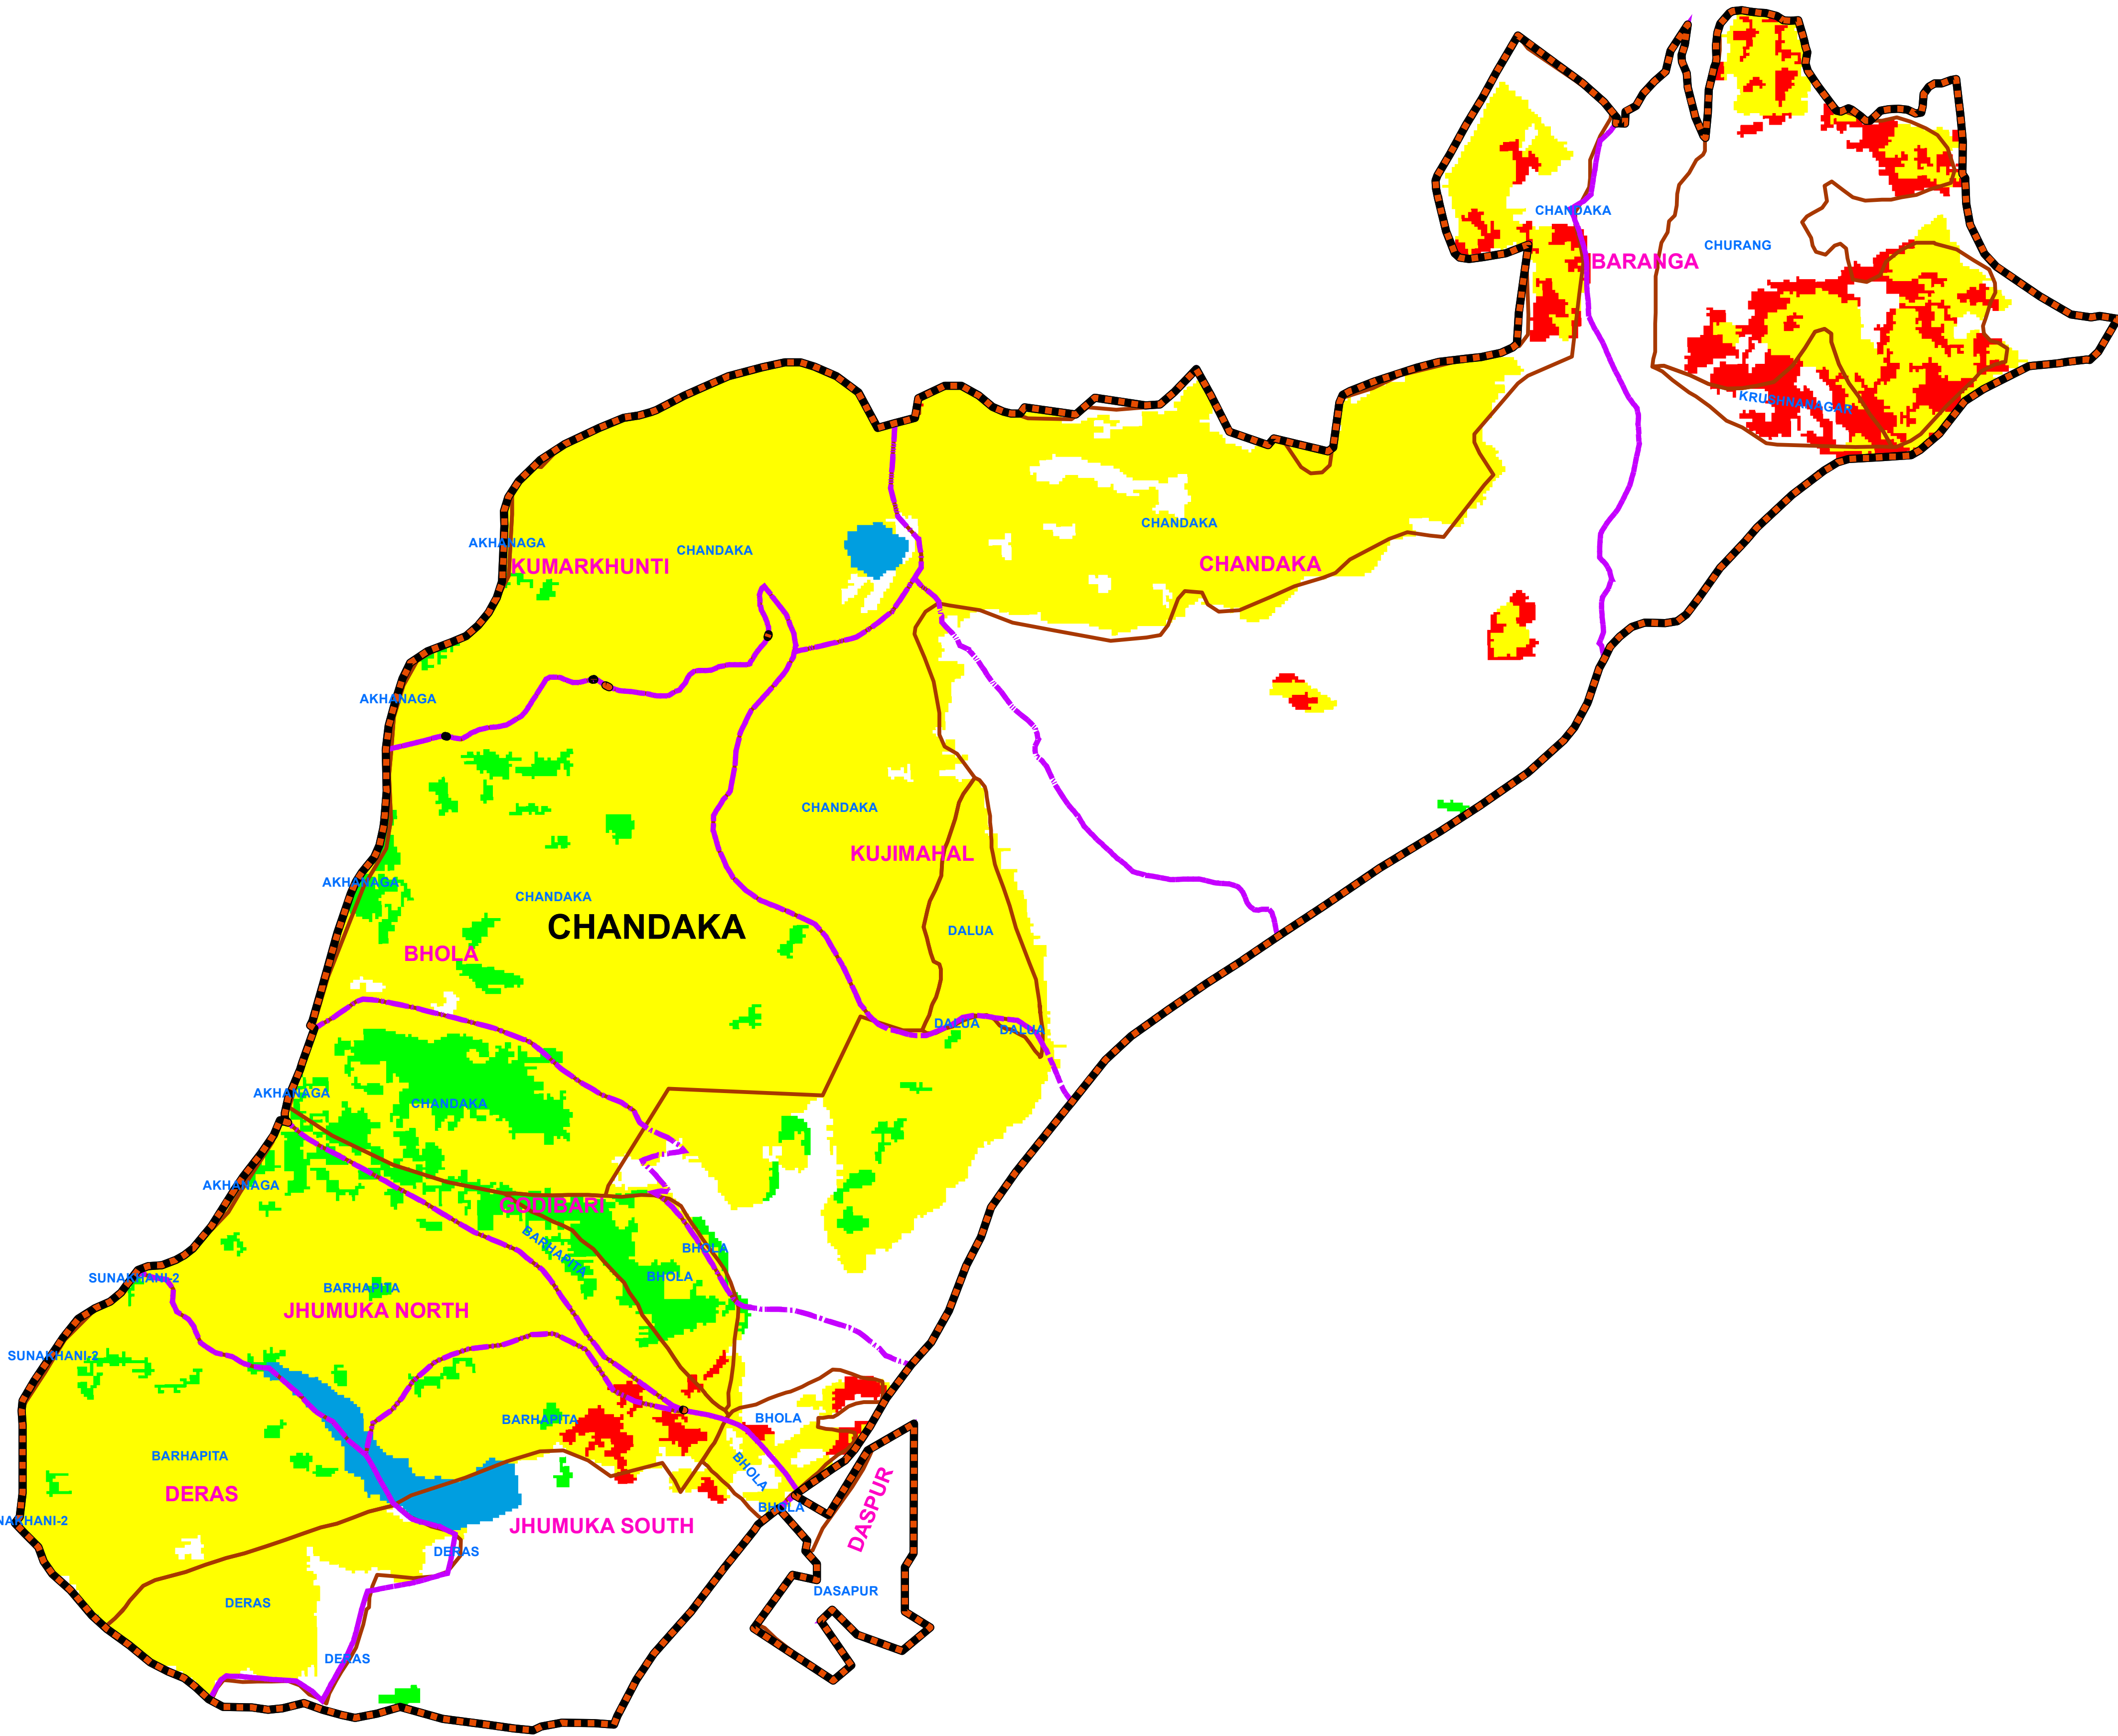 CHANDAKA
CHURANG
BARANGA
KRUSHNANAGAR
CHANDAKA
AKHANAGA
CHANDAKA
KUMARKHUNTI
CHANDAKA
AKHANAGA
CHANDAKA
KUJIMAHAL
AKHANAGA
CHANDAKA
CHANDAKA
DALUA
BHOLA
DALUA
DALUA
AKHANAGA
CHANDAKA
AKHANAGA
GODIBARI
BARHAPITA
BHOLA
SUNAKHANI-2
BHOLA
BARHAPITA
JHUMUKA NORTH
SUNAKHANI-2
BARHAPITA
BHOLA
BARHAPITA
BHOLA
DERAS
BHOLA
DASPUR
NAKHANI-2
JHUMUKA SOUTH
DERAS
DASAPUR
DERAS
DERAS